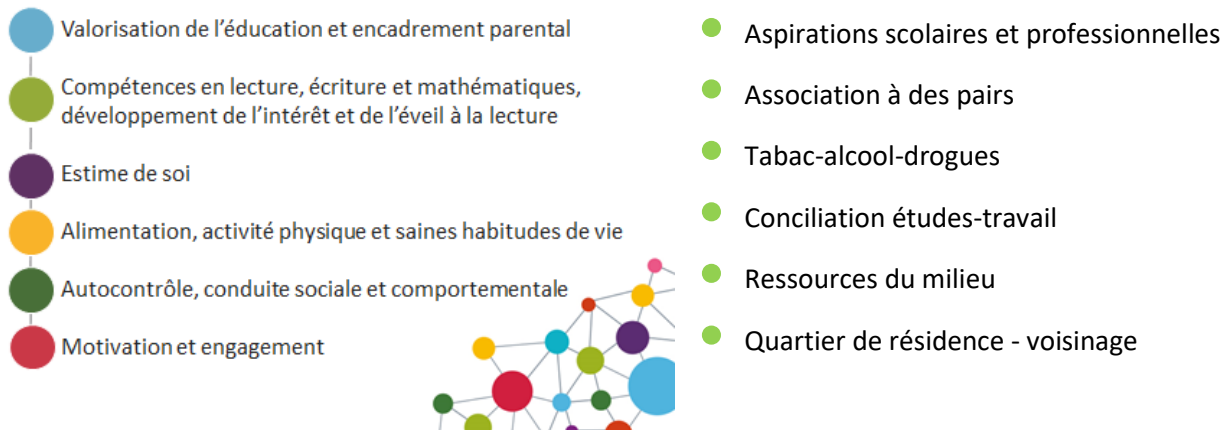 Valorisation de l'éducation et encadrement parental
Compétences en lecture, écriture et mathématiques,
développement de l'intérêt et de l'éveil à la lecture
Estime de soi
Alimentation, activité physique et saines habitudes de vie
Autocontrôle, conduite sociale et comportementale
Motivation et engagement
Aspirations scolaires et professionnelles
Association à des pairs
Tabac-alcool-drogues
Conciliation études-travail
Ressources du milieu
Quartier de résidence - voisinage